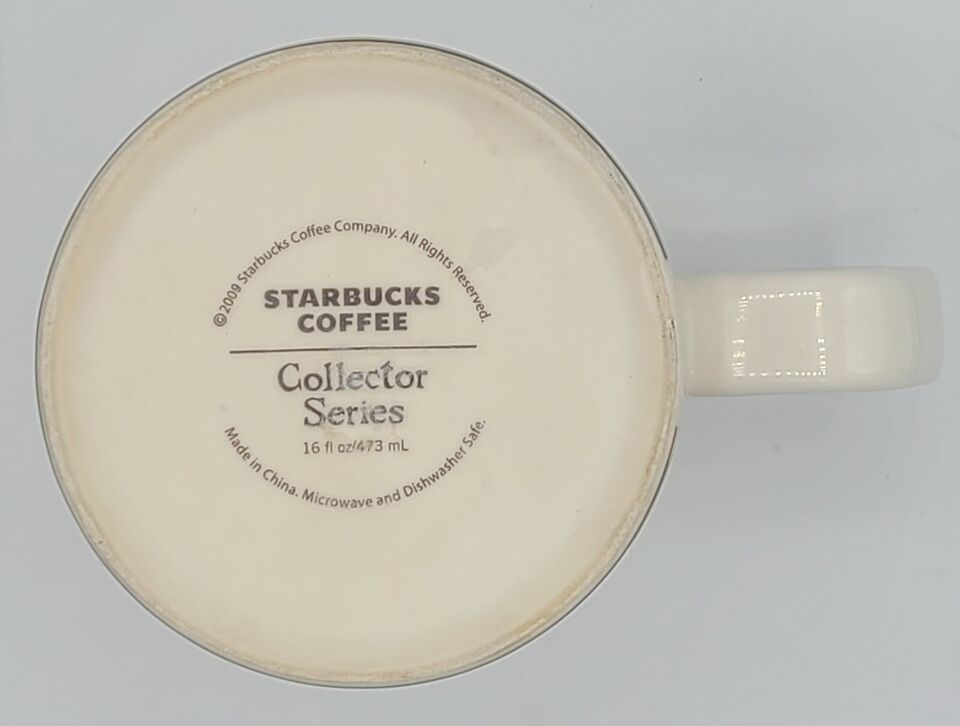 ©2009 Starbucks Coffee Company. All Rights Reserved.
STARBUCKS
COFFEE
Collector
Series
16 fl oz/473 mL
Made in China. Microwave and Dishwasher Safe.